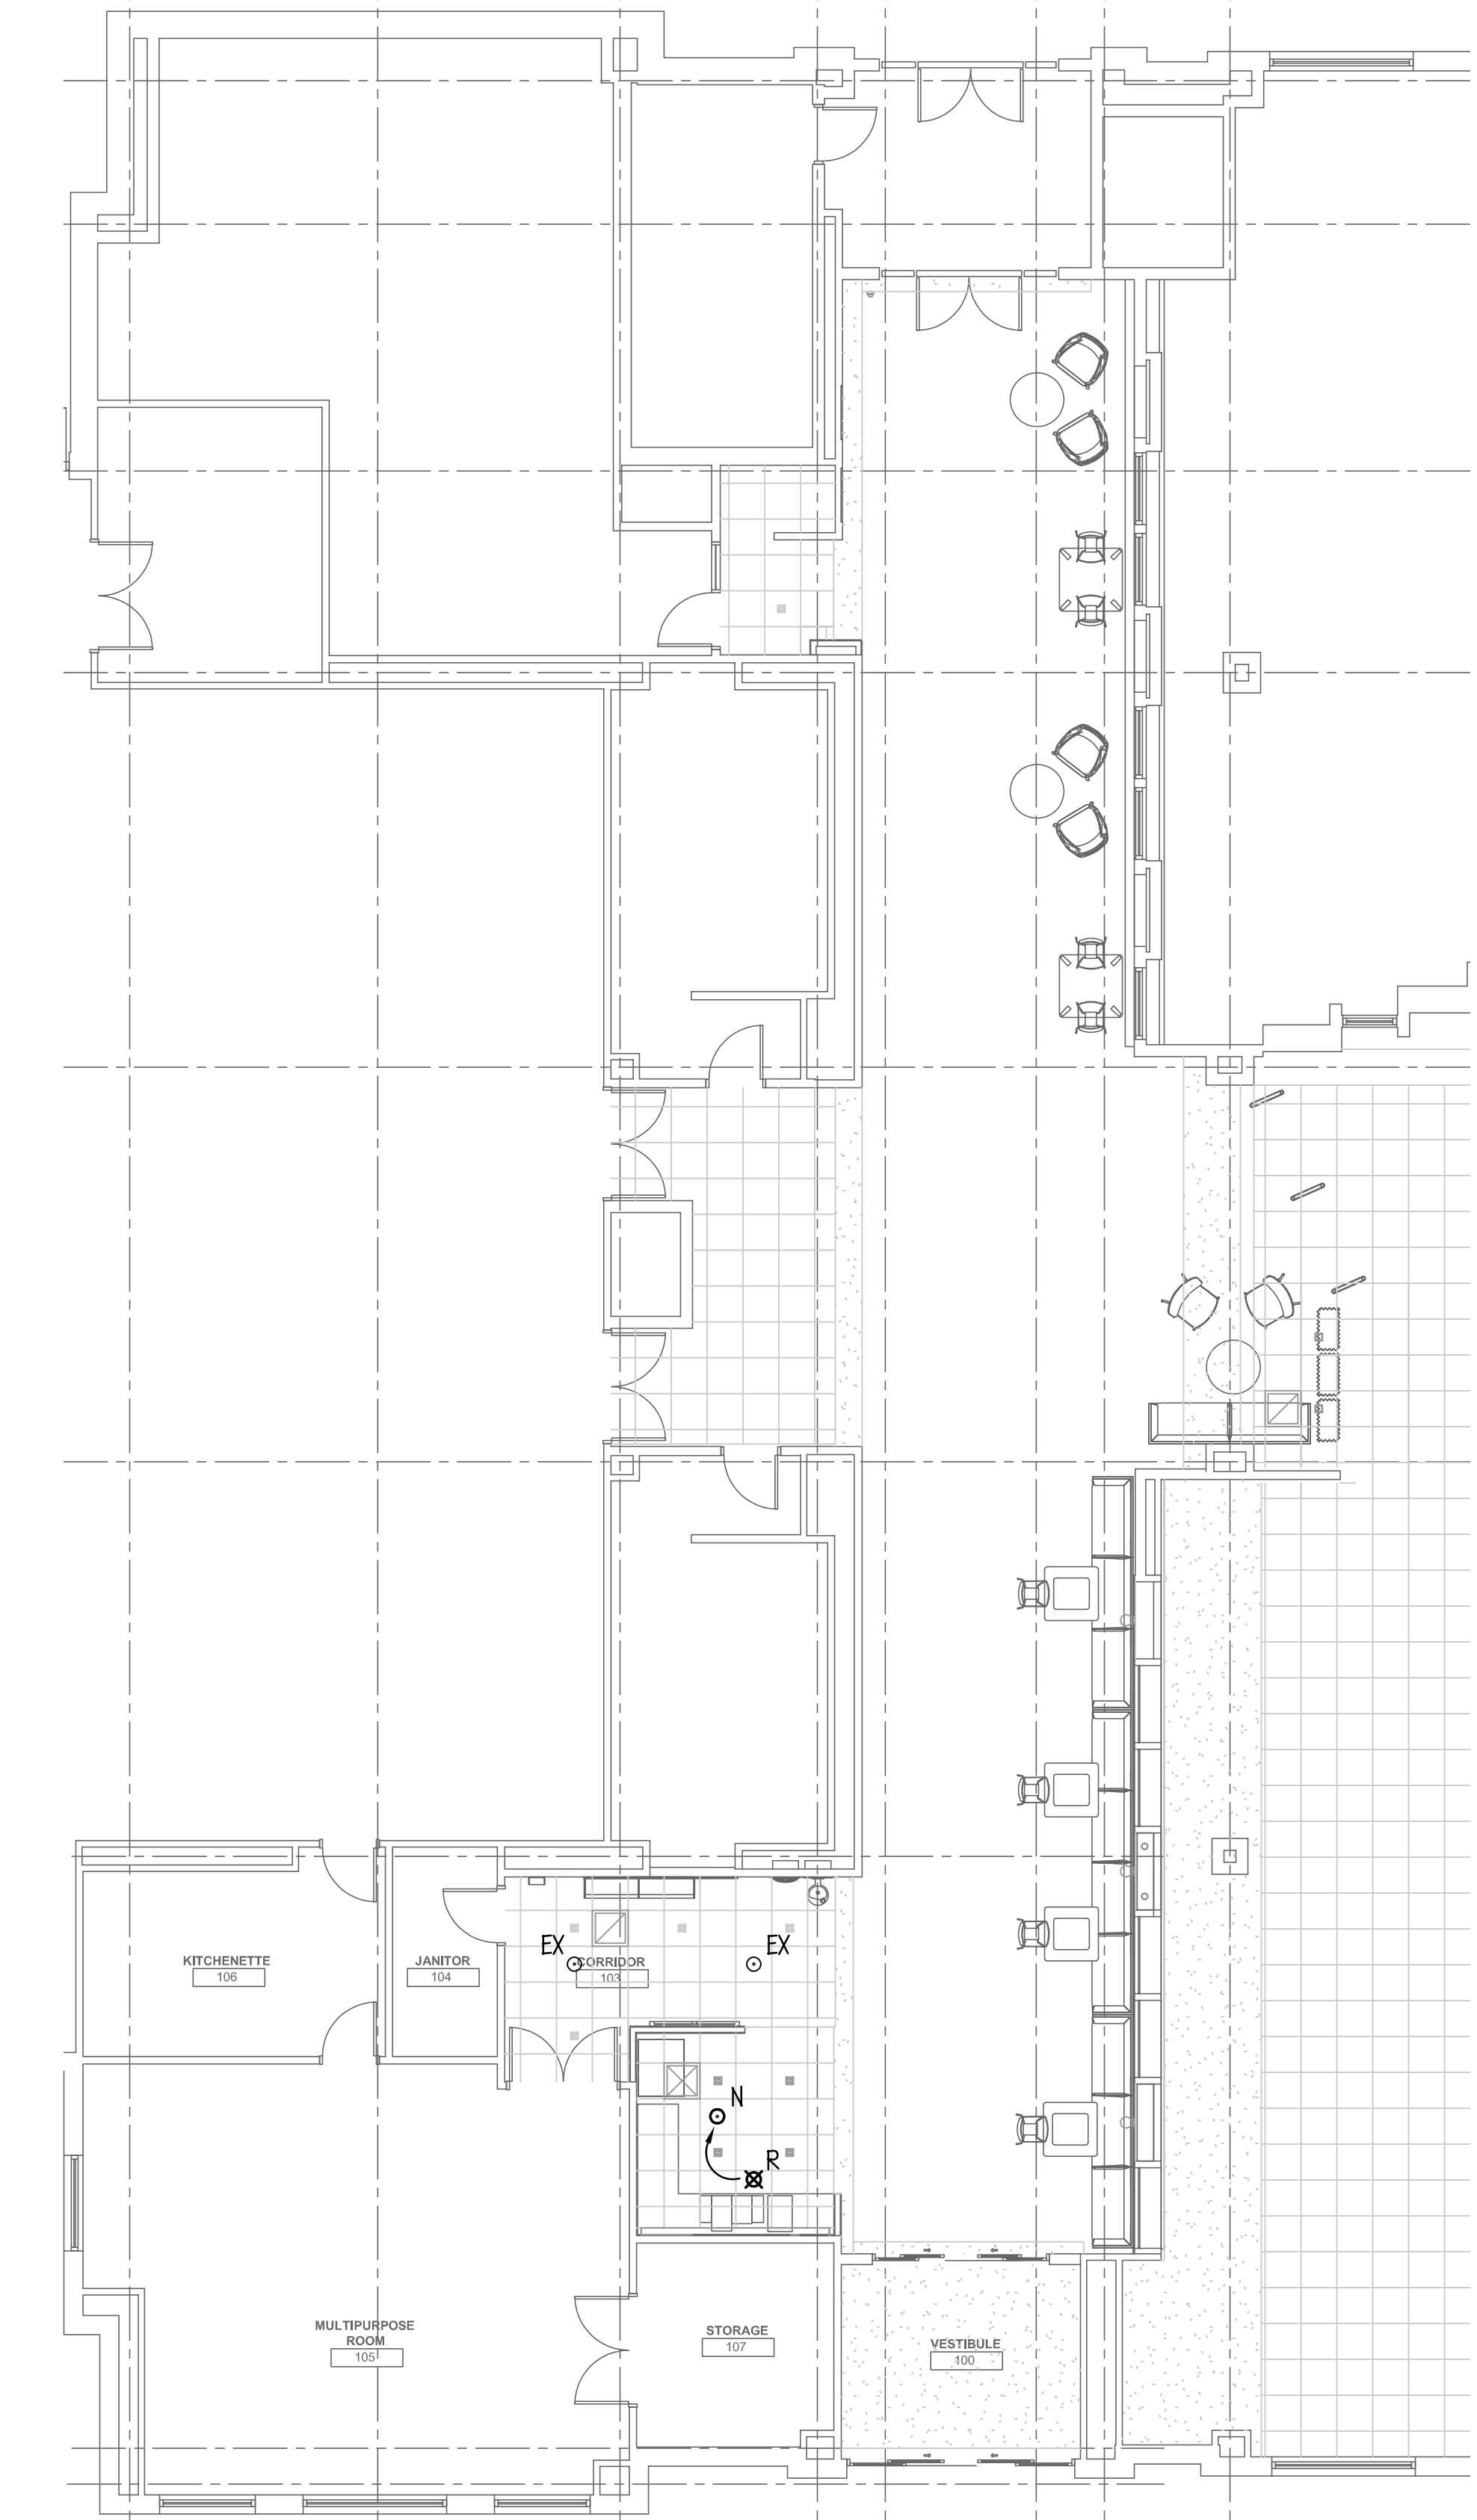 EX
EX
KITCHENETTE
106
JANITOR
104
CORRIDOR
103
N
R
MULTIPURPOSE
ROOM
105
STORAGE
107
VESTIBULE
100